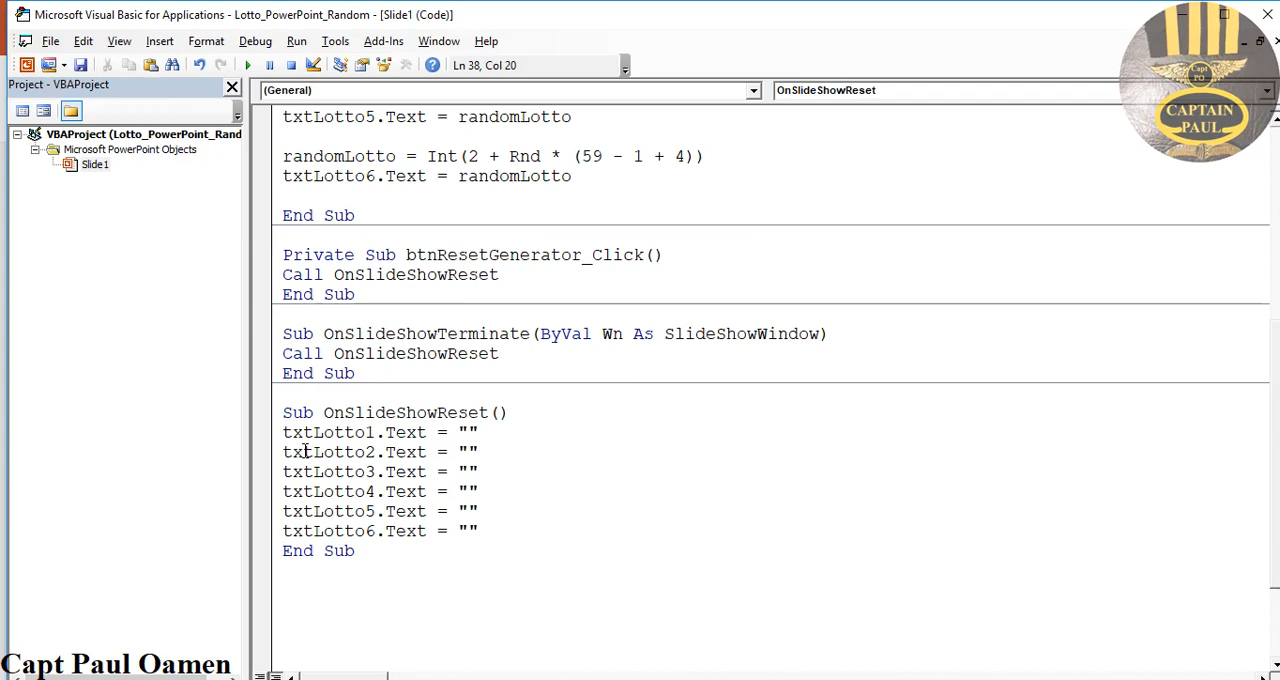 Microsoft Visual Basic for Applications - Lotto_PowerPoint_Random - [Slide1 (Code)]
File Edit View Insert Format Debug Run Tools Add-Ins Window Help
Ln 38, Col 20
Project - VBAProject
(General)
OnSlideShowReset
VBAProject (Lotto_PowerPoint_Rand
Microsoft PowerPoint Objects
Slide1
txtLotto5.Text = randomLotto
randomLotto = Int(2 + Rnd * (59 - 1 + 4))
txtLotto6.Text = randomLotto
End Sub
Private Sub btnResetGenerator_Click()
Call OnSlideShowReset
End Sub
Sub OnSlideShowTerminate(ByVal Wn As SlideShowWindow)
Call OnSlideShowReset
End Sub
Sub OnSlideShowReset()
txtLotto1.Text = ""
txtLotto2.Text = ""
txtLotto3.Text = ""
txtLotto4.Text = ""
txtLotto5.Text = ""
txtLotto6.Text = ""
End Sub
Capt
PO
CAPTAIN
PAUL
Capt Paul Oamen